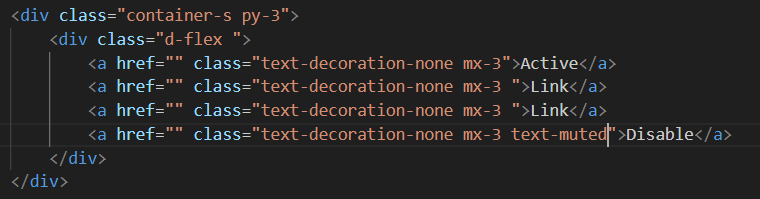 <div class="container-s py-3">
<div class="d-flex ">
<a href="" class="text-decoration-none mx-3">Active</a>
<a href="" class="text-decoration-none mx-3 ">Link</a>
<a href="" class="text-decoration-none mx-3 ">Link</a>
<a href="" class="text-decoration-none mx-3 text-muted">Disable</a>
</div>
</div>